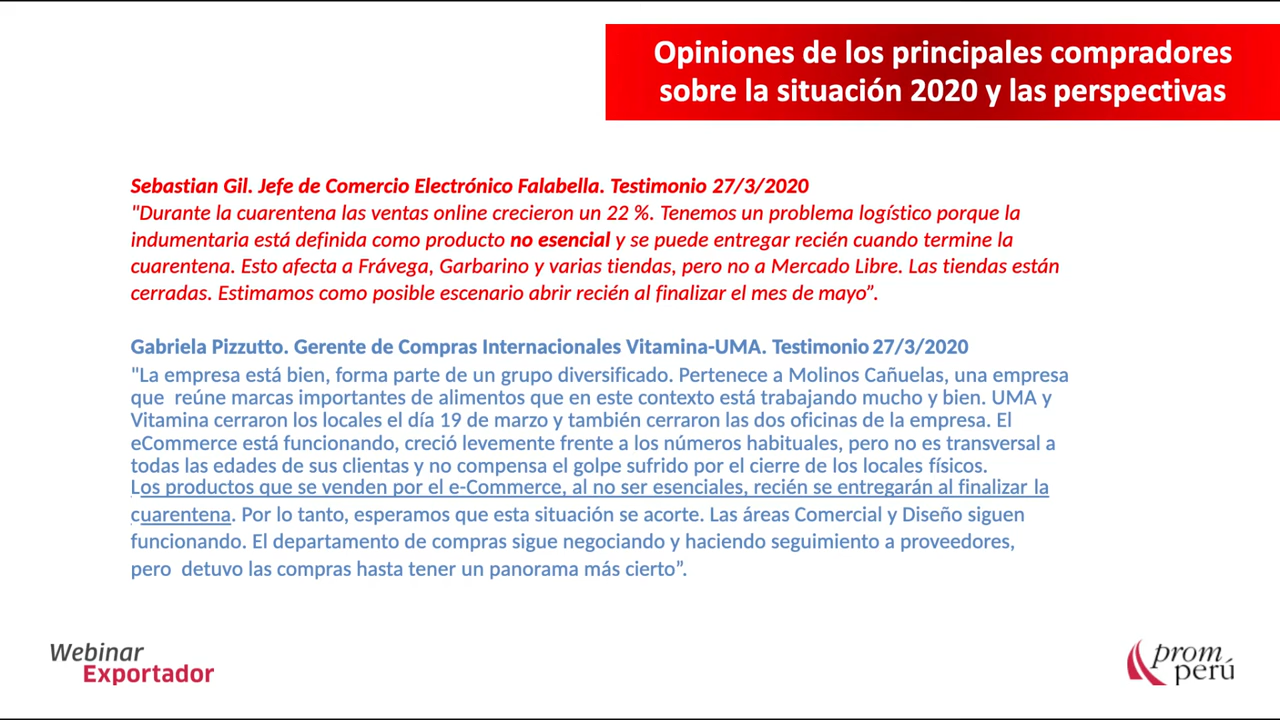 Opiniones de los principales compradores
sobre la situación 2020 y las perspectivas
Sebastian Gil. Jefe de Comercio Electrónico Falabella. Testimonio 27/3/2020
"Durante la cuarentena las ventas online crecieron un 22 %. Tenemos un problema logístico porque la
indumentaria está definida como producto no esencial y se puede entregar recién cuando termine la
cuarentena. Esto afecta a Frávega, Garbarino y varias tiendas, pero no a Mercado Libre. Las tiendas están
cerradas. Estimamos como posible escenario abrir recién al finalizar el mes de mayo”.
Gabriela Pizzutto. Gerente de Compras Internacionales Vitamina-UMA. Testimonio 27/3/2020
"La empresa está bien, forma parte de un grupo diversificado. Pertenece a Molinos Cañuelas, una empresa
que reúne marcas importantes de alimentos que en este contexto está trabajando mucho y bien. UMA y
Vitamina cerraron los locales el día 19 de marzo y también cerraron las dos oficinas de la empresa. El
eCommerce está funcionando, creció levemente frente a los números habituales, pero no es transversal a
todas las edades de sus clientas y no compensa el golpe sufrido por el cierre de los locales físicos.
Los productos que se venden por el e-Commerce, al no ser esenciales, recién se entregarán al finalizar la
cuarentena. Por lo tanto, esperamos que esta situación se acorte. Las áreas Comercial y Diseño siguen
funcionando. El departamento de compras sigue negociando y haciendo seguimiento a proveedores,
pero detuvo las compras hasta tener un panorama más cierto”.
Webinar
Exportador
prom
perú